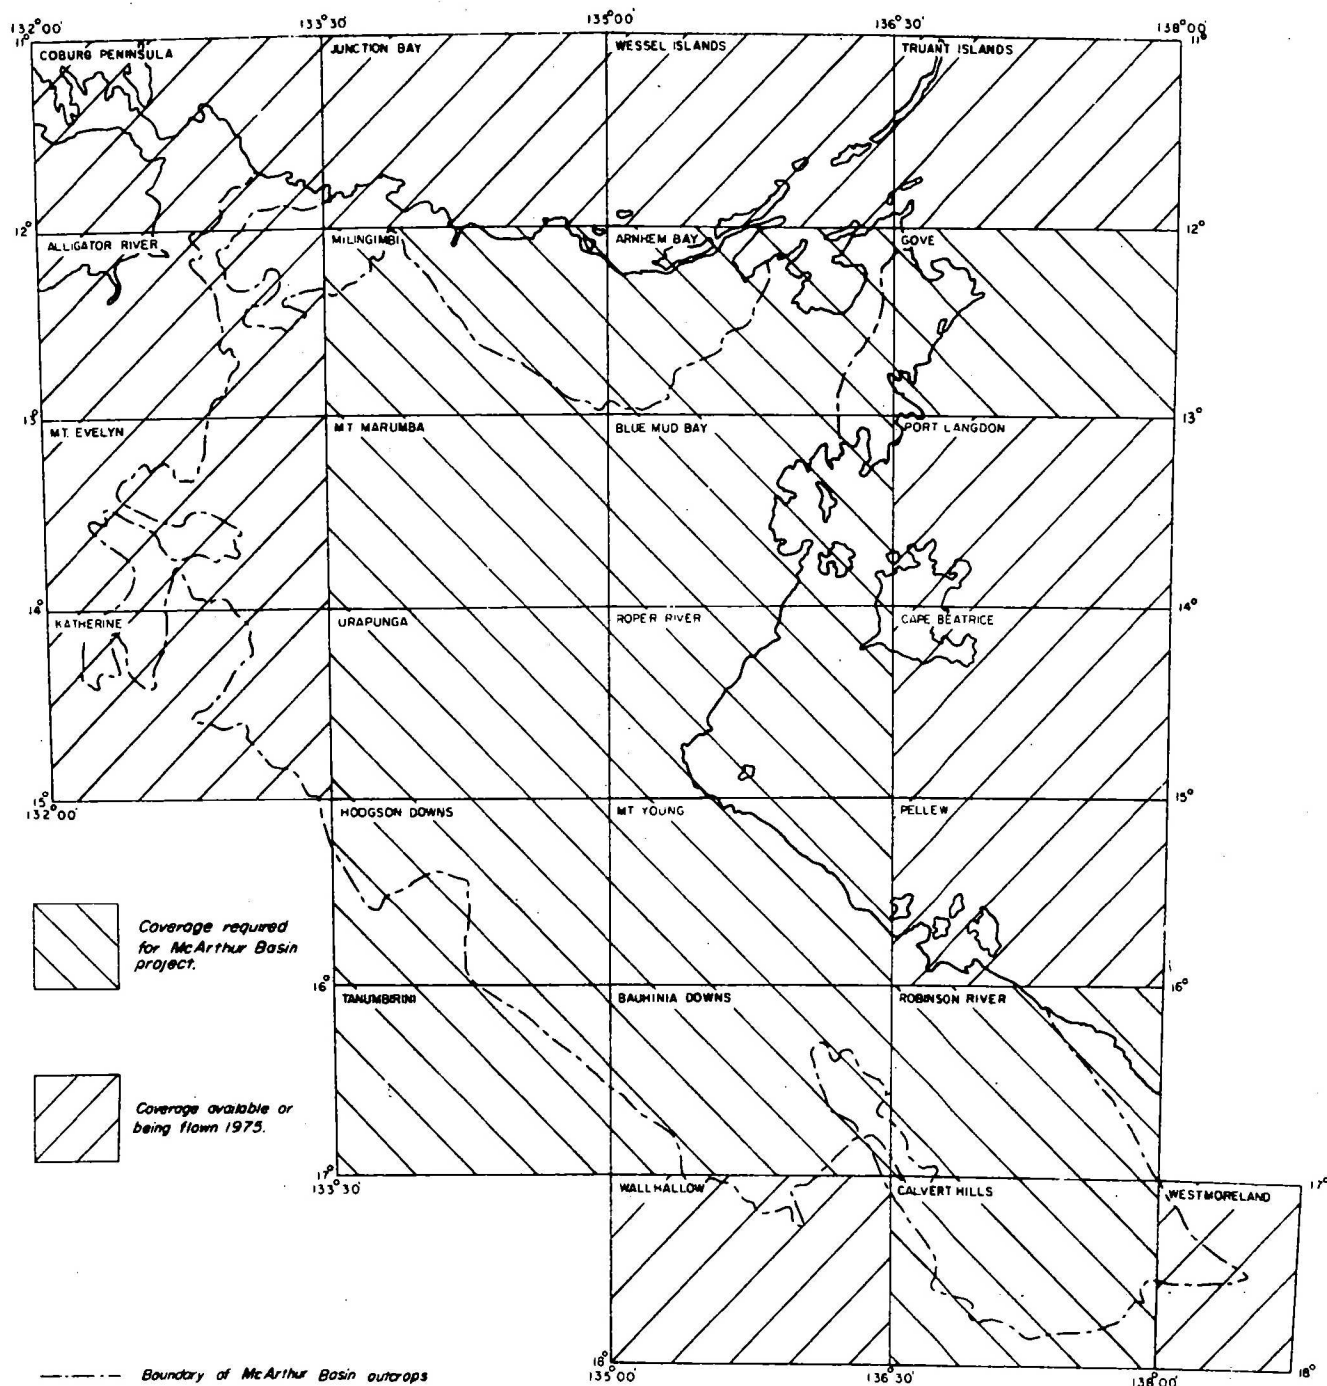 132°00'
133°30'
135°00'
136°30'
138°00'
11°
11°
COBURG PENINSULA
JUNCTION BAY
WESSEL ISLANDS
TRUANT ISLANDS
12°
12°
ALLIGATOR RIVER
MILINGIMBI
ARNHEM BAY
GOVE
13°
13°
MT. EVELYN
MT MARUMBA
BLUE MUD BAY
PORT LANGDON
14°
14°
KATHERINE
URAPUNGA
ROPER RIVER
CAPE BEATRICE
15°
15°
132°00'
HODGSON DOWNS
MT YOUNG
PELLEW
Coverage required
for McArthur Basin
project.
16°
16°
TANUMBIRINI
BAUHINIA DOWNS
ROBINSON RIVER
Coverage available or
being flown 1975.
17°
17°
133°30'
WALLHALLOW
CALVERT HILLS
WESTMORELAND
18°
18°
135°00'
136°30'
138°00'
Boundary of McArthur Basin outcrops